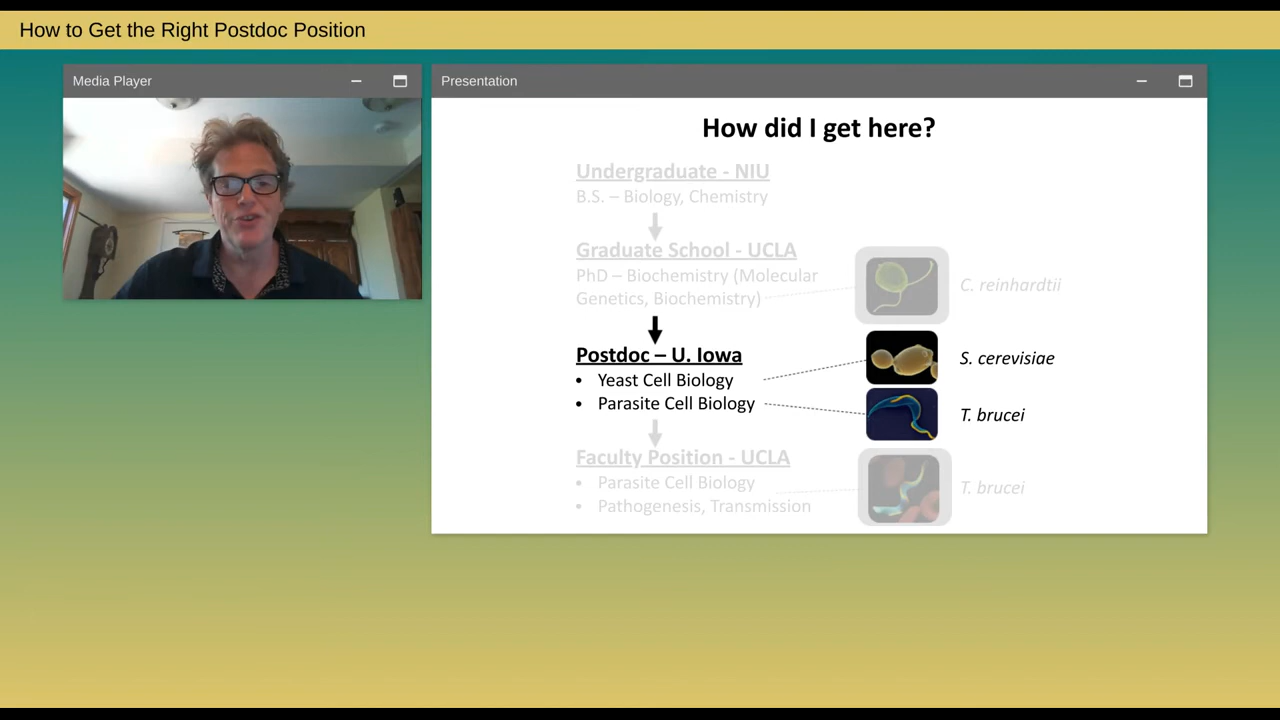 How to Get the Right Postdoc Position
Media Player
Presentation
How did I get here?
Undergraduate - NIU
B.S. – Biology, Chemistry
Graduate School - UCLA
PhD – Biochemistry (Molecular
Genetics, Biochemistry)
C. reinhardtii
Postdoc – U. Iowa
• Yeast Cell Biology
S. cerevisiae
• Parasite Cell Biology
T. brucei
Faculty Position - UCLA
• Parasite Cell Biology
T. brucei
• Pathogenesis, Transmission